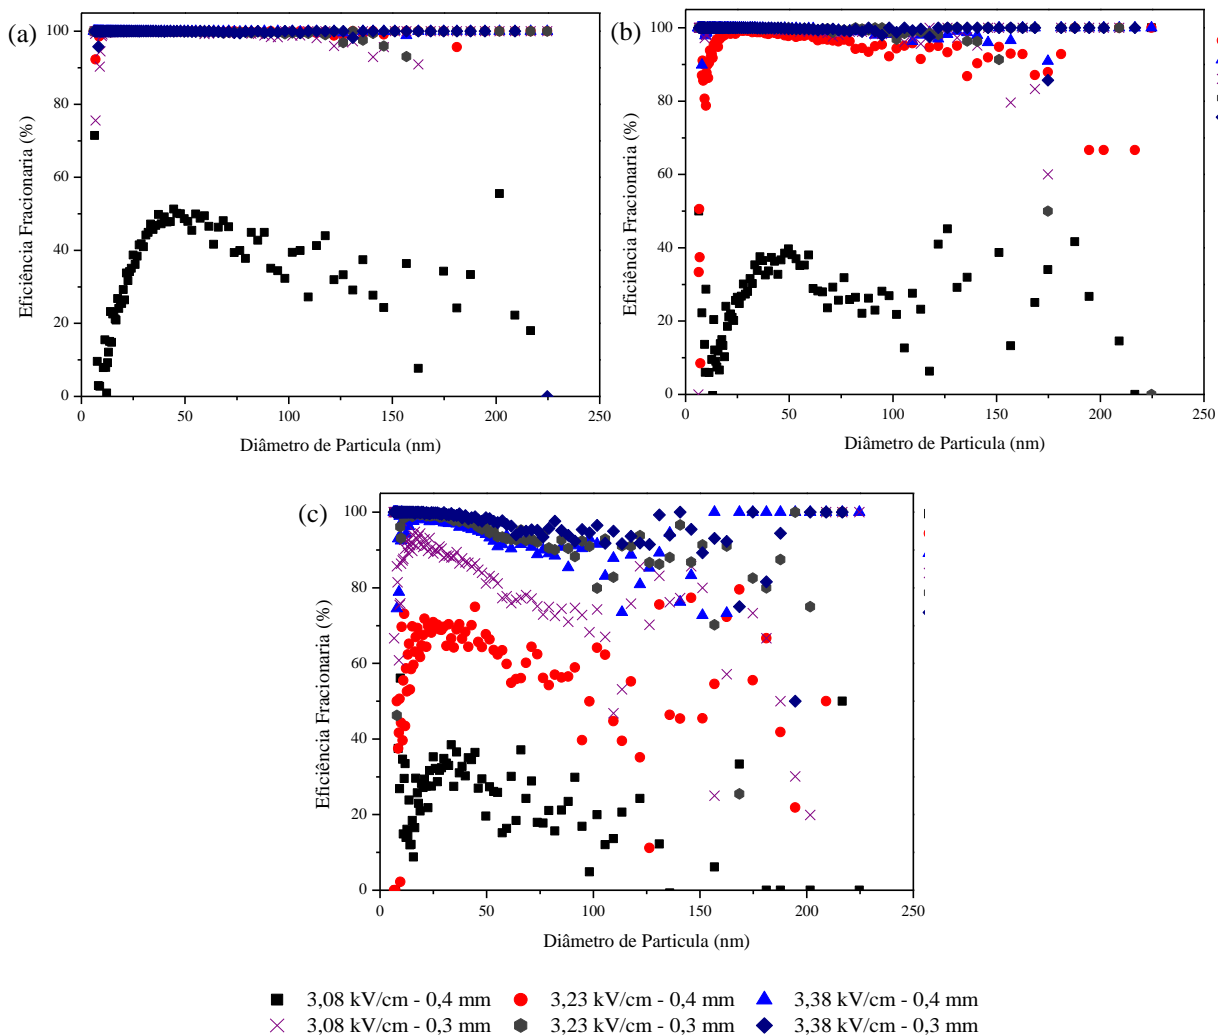 (a)
100
80
60
40
20
0
Eficiência Fracionaria (%)
0 50 100 150 200 250
Diâmetro de Particula (nm)
(b)
100
80
60
40
20
0
Eficiência Fracionaria (%)
0 50 100 150 200 250
Diâmetro de Particula (nm)
(c)
100
80
60
40
20
0
Eficiência Fracionaria (%)
0 50 100 150 200 250
Diâmetro de Particula (nm)
3,08 kV/cm - 0,4 mm 3,23 kV/cm - 0,4 mm 3,38 kV/cm - 0,4 mm
3,08 kV/cm - 0,3 mm 3,23 kV/cm - 0,3 mm 3,38 kV/cm - 0,3 mm